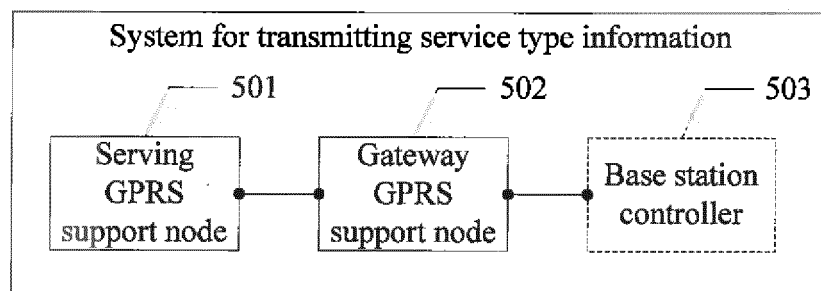 System for transmitting service type information
501
502
503
Serving
GPRS
support node
Gateway
GPRS
support node
Base station
controller